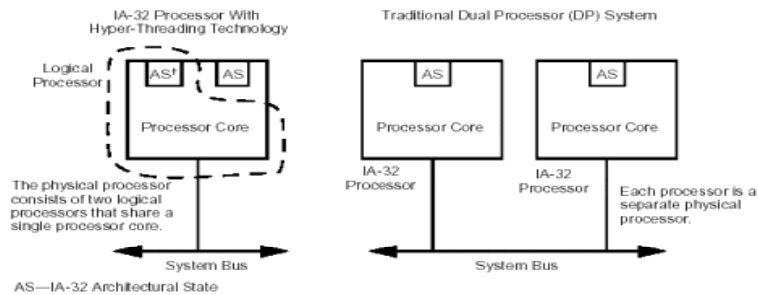 IA-32 Processor With
Hyper-Threading Technology
Traditional Dual Processor (DP) System
Logical
Processor
AS†
AS
AS
AS
Processor Core
Processor Core
Processor Core
IA-32
Processor
IA-32
Processor
The physical processor
consists of two logical
processors that share a
single processor core.
Each processor is a
separate physical
processor.
System Bus
System Bus
AS—IA-32 Architectural State